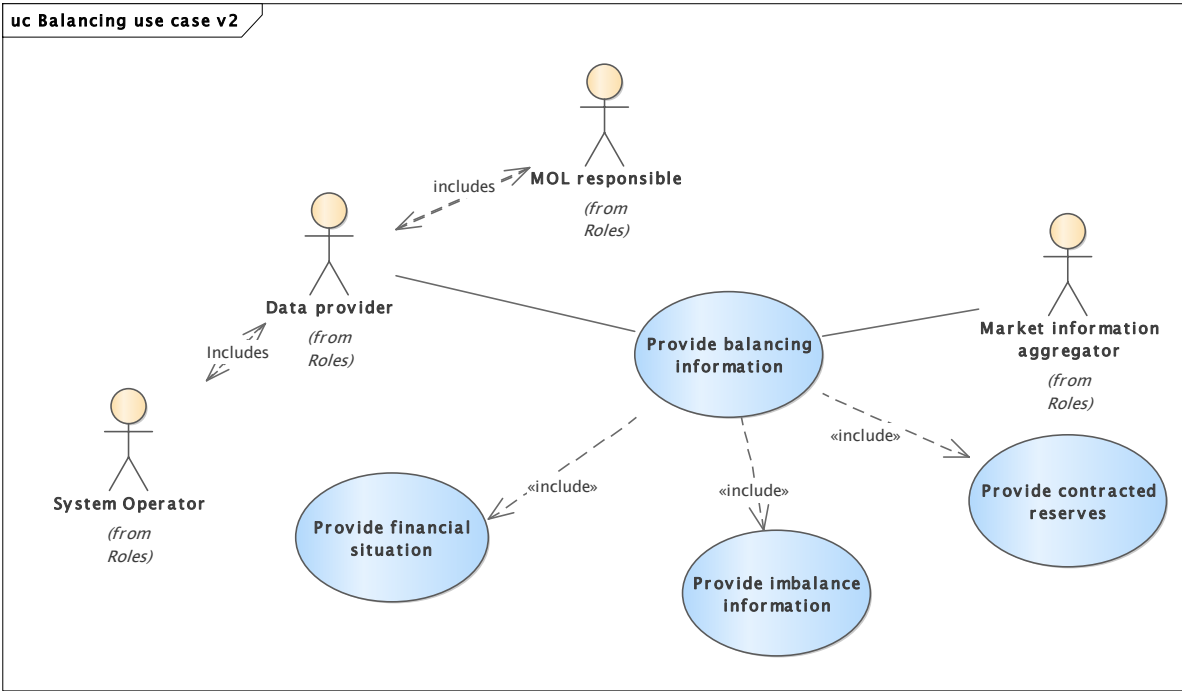 uc Balancing use case v2
MOL responsible
(from
Roles)
includes
Data provider
(from
Roles)
Includes
System Operator
(from
Roles)
Provide balancing
information
Market information
aggregator
(from
Roles)
«include»
«include»
«include»
Provide financial
situation
Provide imbalance
information
Provide contracted
reserves